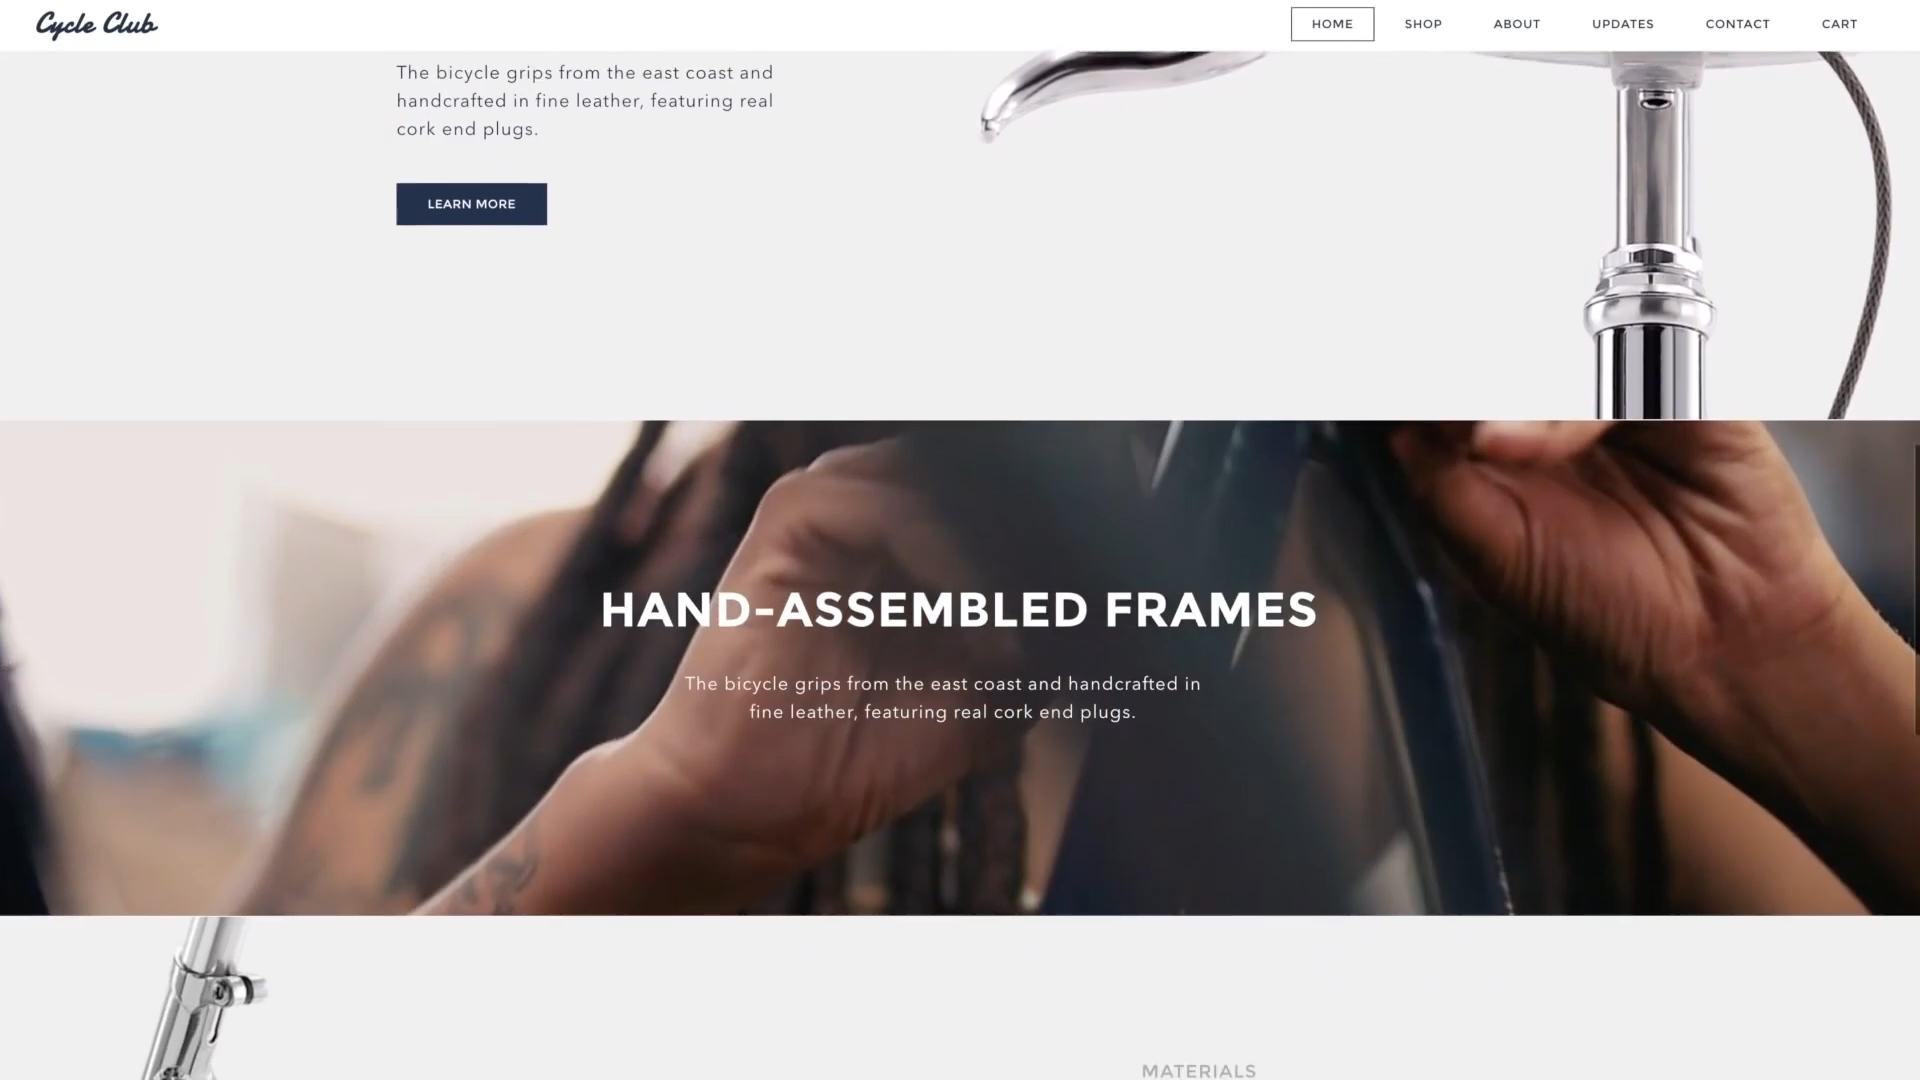 Cycle Club
HOME
SHOP
ABOUT
UPDATES
CONTACT
CART
The bicycle grips from the east coast and
handcrafted in fine leather, featuring real
cork end plugs.
LEARN MORE
HAND-ASSEMBLED FRAMES
The bicycle grips from the east coast and handcrafted in
fine leather, featuring real cork end plugs.
MATERIALS